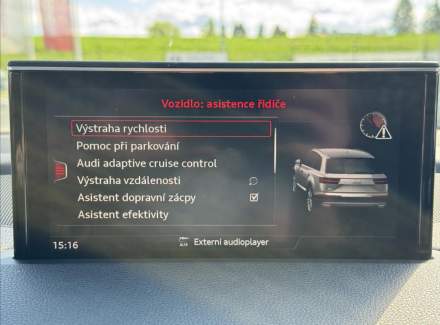 Vozidlo: asistence řidiče
Výstraha rychlosti
Pomoc při parkování
Audi adaptive cruise control
Výstraha vzdálenosti
Asistent dopravní zácpy
Asistent efektivity
15:16
Externí audioplayer